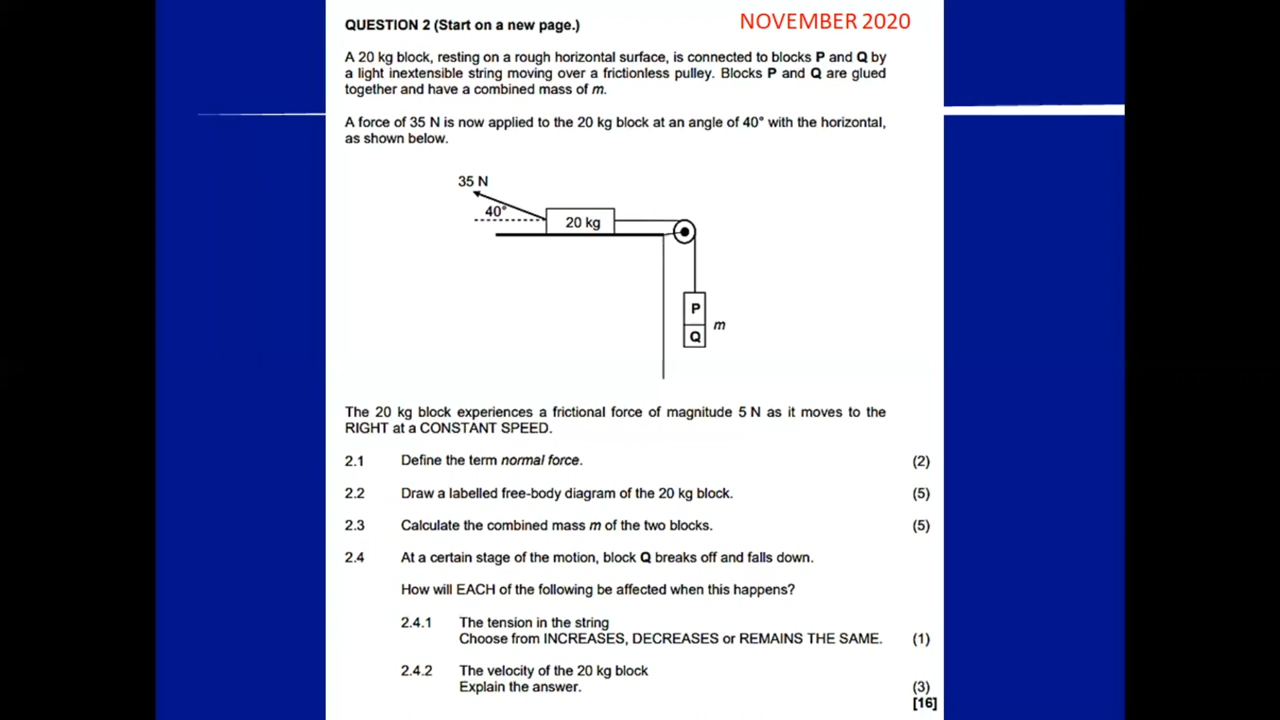 QUESTION 2 (Start on a new page.)
NOVEMBER 2020
A 20 kg block, resting on a rough horizontal surface, is connected to blocks P and Q by
a light inextensible string moving over a frictionless pulley. Blocks P and Q are glued
together and have a combined mass of m.
A force of 35 N is now applied to the 20 kg block at an angle of 40° with the horizontal,
as shown below.
35 N
40°
20 kg
P
m
Q
The 20 kg block experiences a frictional force of magnitude 5 N as it moves to the
RIGHT at a CONSTANT SPEED.
2.1 Define the term normal force. (2)
2.2 Draw a labelled free-body diagram of the 20 kg block. (5)
2.3 Calculate the combined mass m of the two blocks. (5)
2.4 At a certain stage of the motion, block Q breaks off and falls down.
How will EACH of the following be affected when this happens?
2.4.1 The tension in the string
Choose from INCREASES, DECREASES or REMAINS THE SAME. (1)
2.4.2 The velocity of the 20 kg block
Explain the answer. (3)
[16]